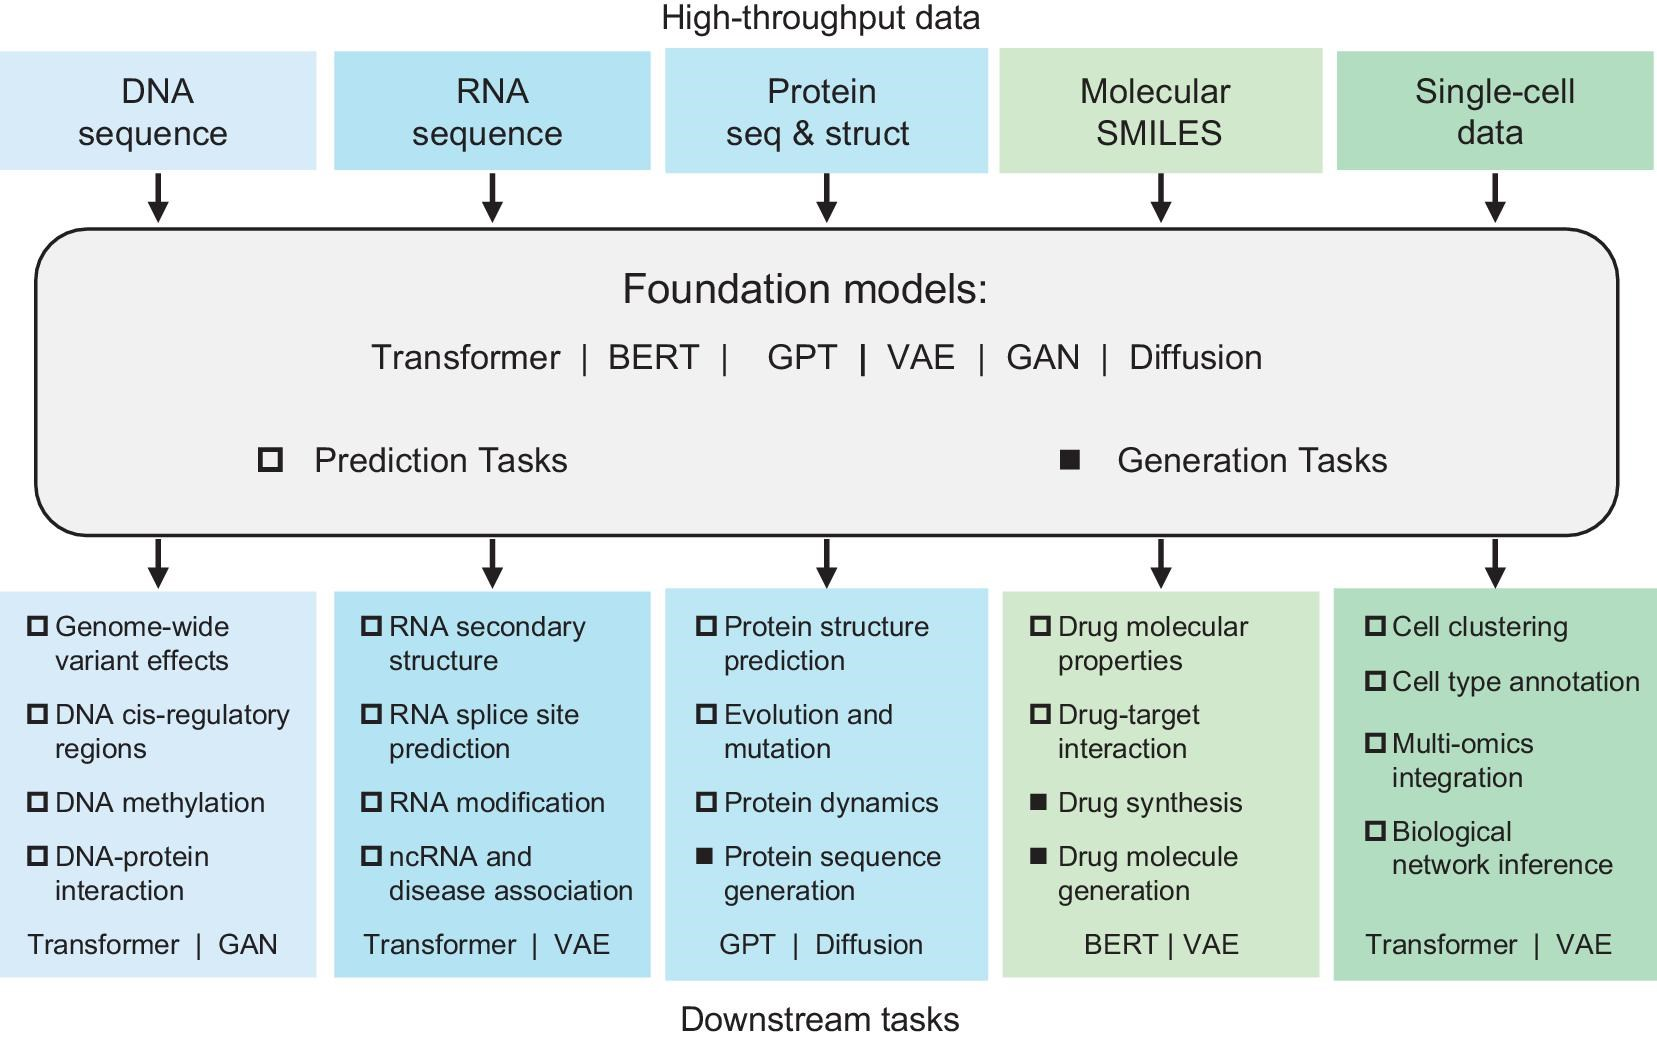 High-throughput data
DNA
sequence
RNA
sequence
Protein
seq & struct
Molecular
SMILES
Single-cell
data
Foundation models:
Transformer | BERT | GPT | VAE | GAN | Diffusion
Prediction Tasks
Generation Tasks
Genome-wide
variant effects
DNA cis-regulatory
regions
DNA methylation
DNA-protein
interaction
Transformer | GAN
RNA secondary
structure
RNA splice site
prediction
RNA modification
ncRNA and
disease association
Transformer | VAE
Protein structure
prediction
Evolution and
mutation
Protein dynamics
Protein sequence
generation
GPT | Diffusion
Drug molecular
properties
Drug-target
interaction
Drug synthesis
Drug molecule
generation
BERT | VAE
Cell clustering
Cell type annotation
Multi-omics
integration
Biological
network inference
Transformer | VAE
Downstream tasks